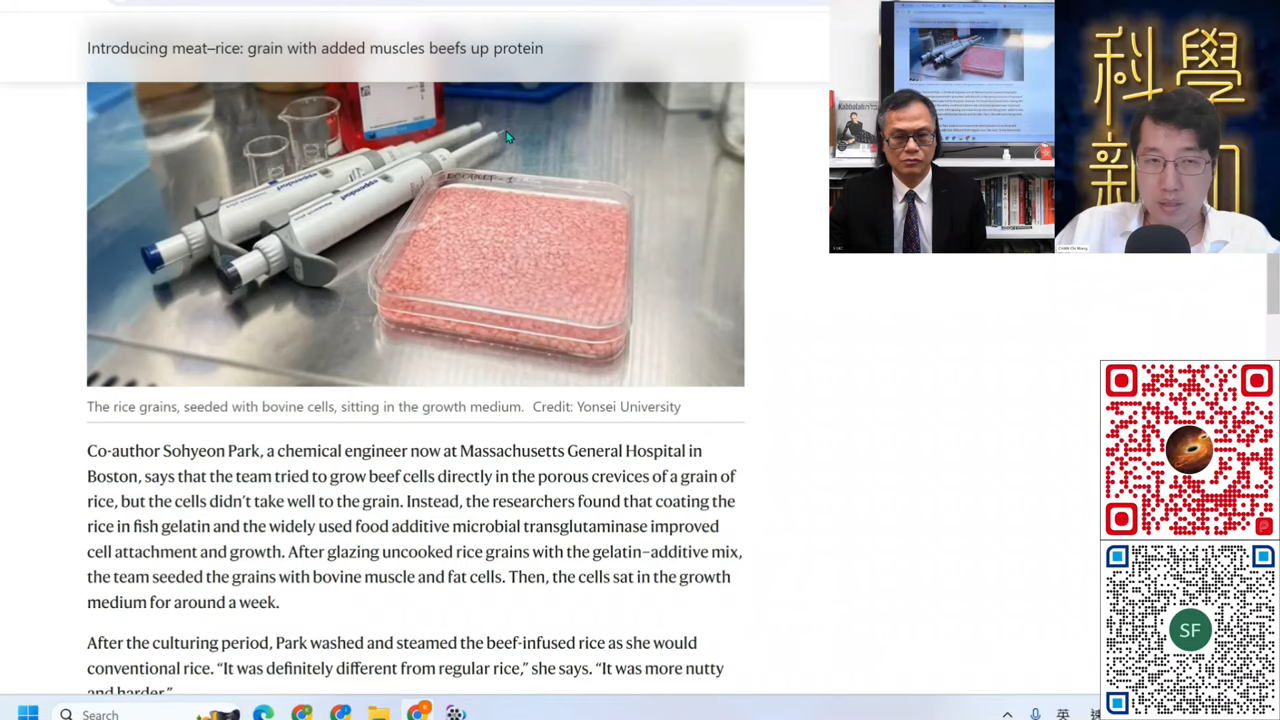 Introducing meat–rice: grain with added muscles beefs up protein
The rice grains, seeded with bovine cells, sitting in the growth medium. Credit: Yonsei University
Co-author Sohyeon Park, a chemical engineer now at Massachusetts General Hospital in
Boston, says that the team tried to grow beef cells directly in the porous crevices of a grain of
rice, but the cells didn’t take well to the grain. Instead, the researchers found that coating the
rice in fish gelatin and the widely used food additive microbial transglutaminase improved
cell attachment and growth. After glazing uncooked rice grains with the gelatin–additive mix,
the team seeded the grains with bovine muscle and fat cells. Then, the cells sat in the growth
medium for around a week.
After the culturing period, Park washed and steamed the beef-infused rice as she would
conventional rice. “It was definitely different from regular rice,” she says. “It was more nutty
and harder.”
Kabbalah
科學
新
SF
Search
英